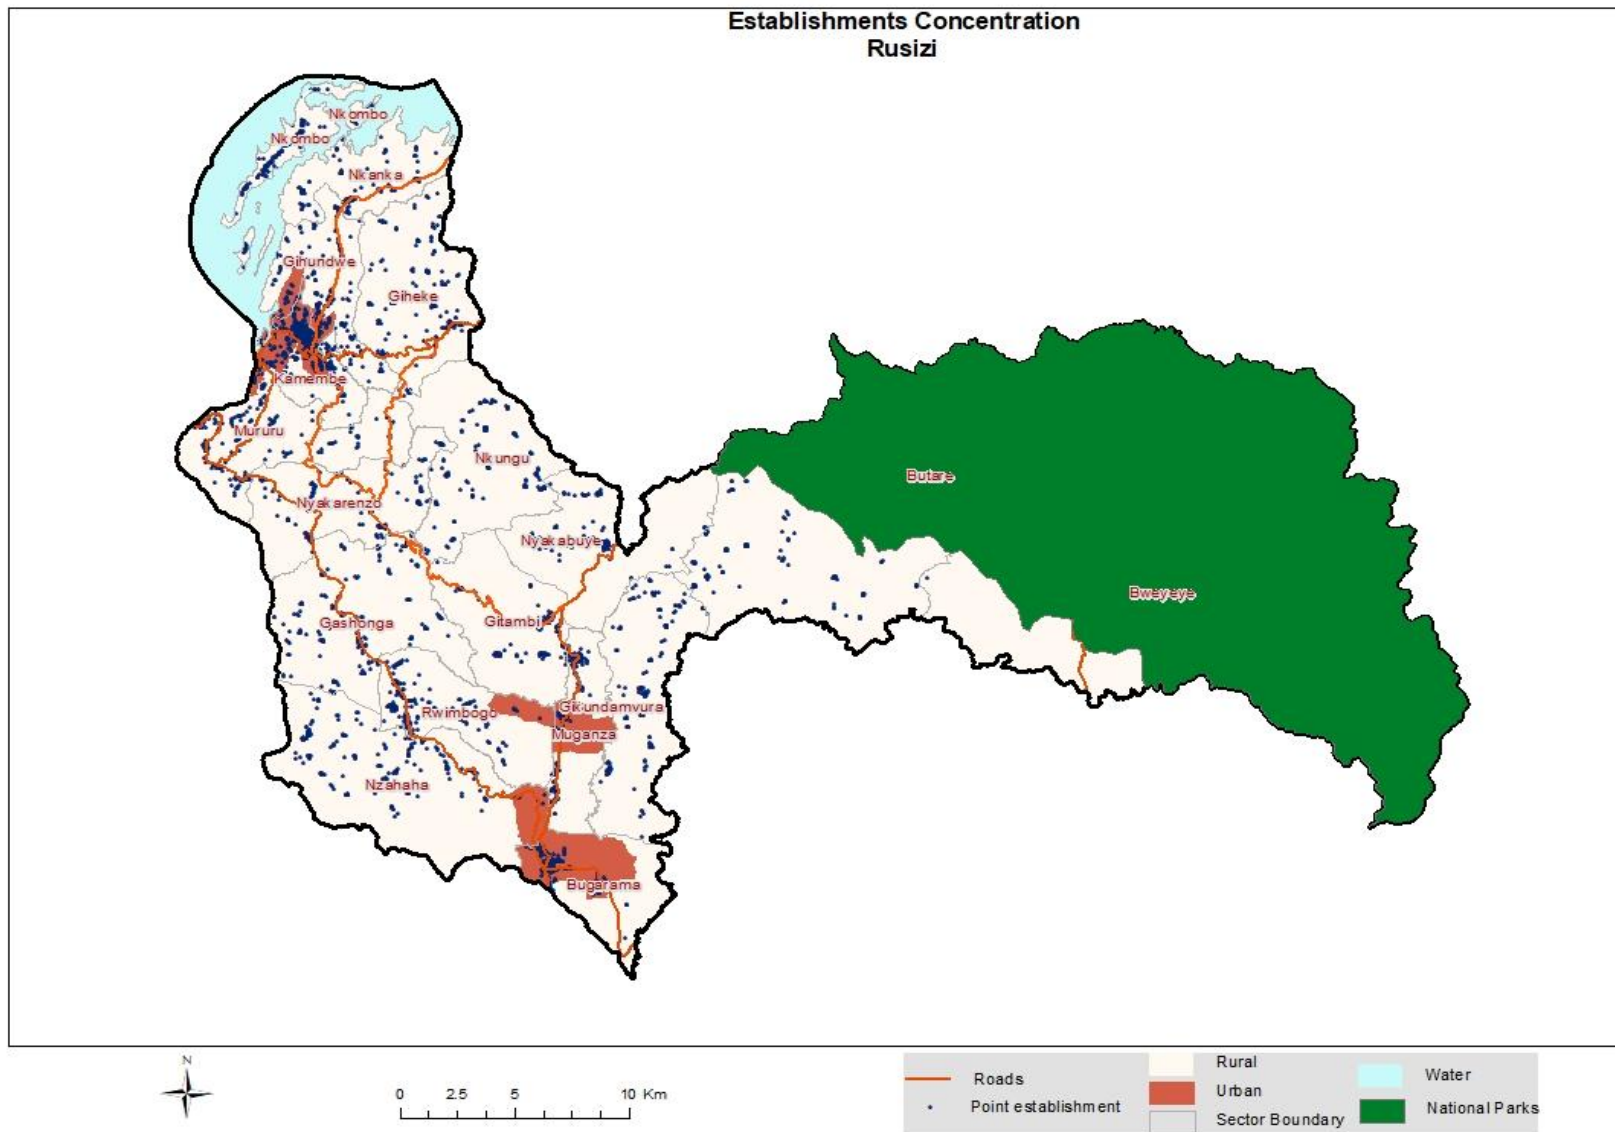 Establishments Concentration
Rusizi
Nkombo
Nkombo
Nkanka
Gihundwe
Giheke
Kamembe
Mururu
Nkungu
Butare
Nyakarenzo
Nyakabuye
Bweyeye
Gashonga
Gitambi
Rwimbogo
Gikundamvura
Muganza
Nzahaha
Bugarama
N
0 2.5 5 10 Km
Roads
Point establishment
Rural
Urban
Sector Boundary
Water
National Parks